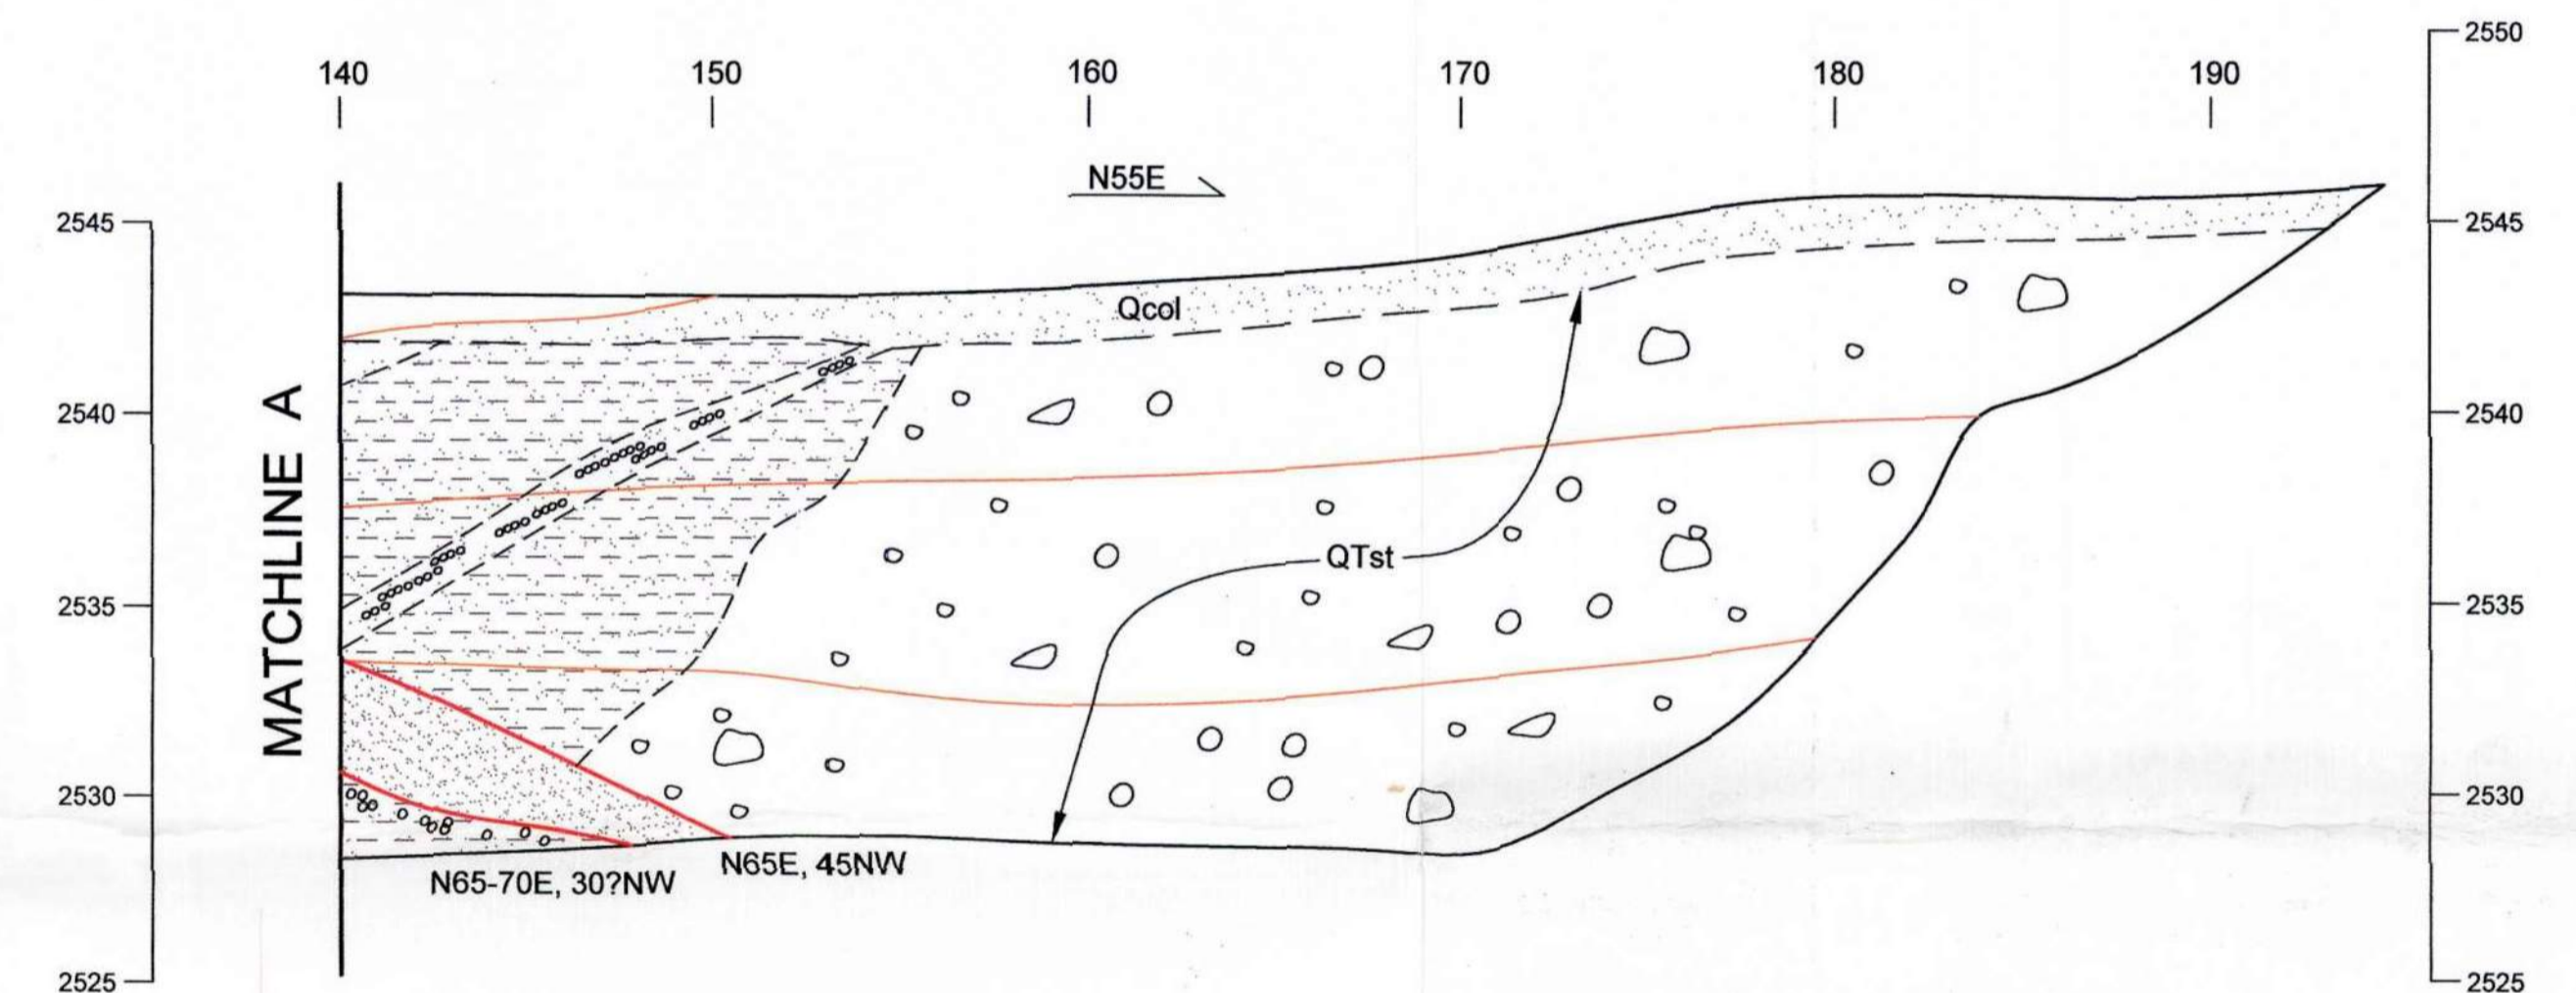 2550
140 150 160 170 180 190
N55E
2545 2545
Qcol
2540 2540
MATCHLINE A
QTst
2535 2535
2530 2530
N65E, 45NW
N65-70E, 30?NW
2525 2525